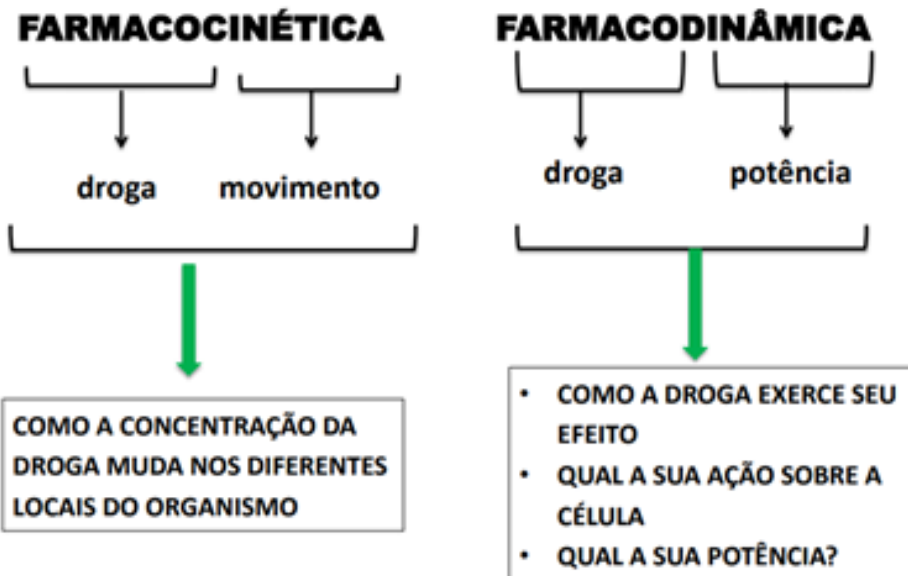 FARMACOCINÉTICA
droga movimento
COMO A CONCENTRAÇÃO DA
DROGA MUDA NOS DIFERENTES
LOCAIS DO ORGANISMO
FARMACODINÂMICA
droga potência
• COMO A DROGA EXERCE SEU
EFEITO
• QUAL A SUA AÇÃO SOBRE A
CÉLULA
• QUAL A SUA POTÊNCIA?